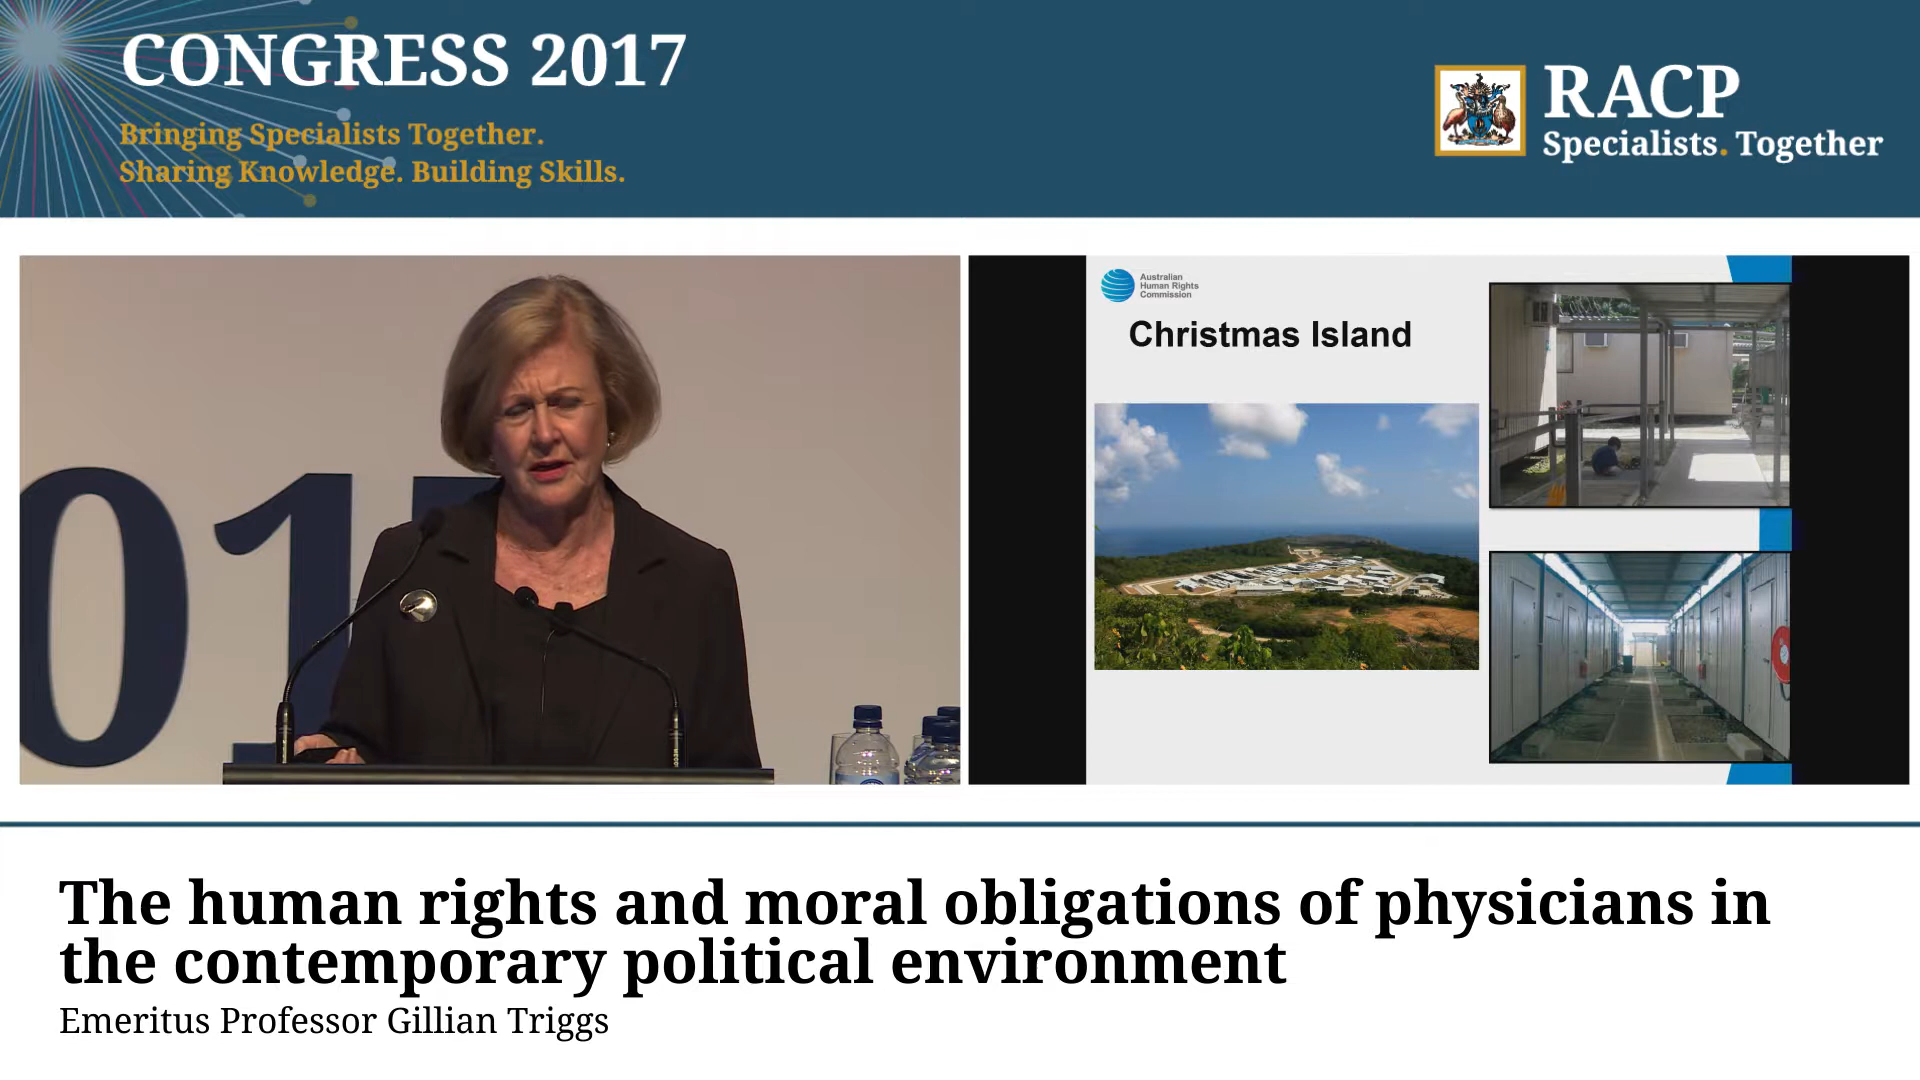 CONGRESS 2017
Bringing Specialists Together.
Sharing Knowledge. Building Skills.
RACP
Specialists. Together
017
Australian
Human Rights
Commission
Christmas Island
The human rights and moral obligations of physicians in
the contemporary political environment
Emeritus Professor Gillian Triggs